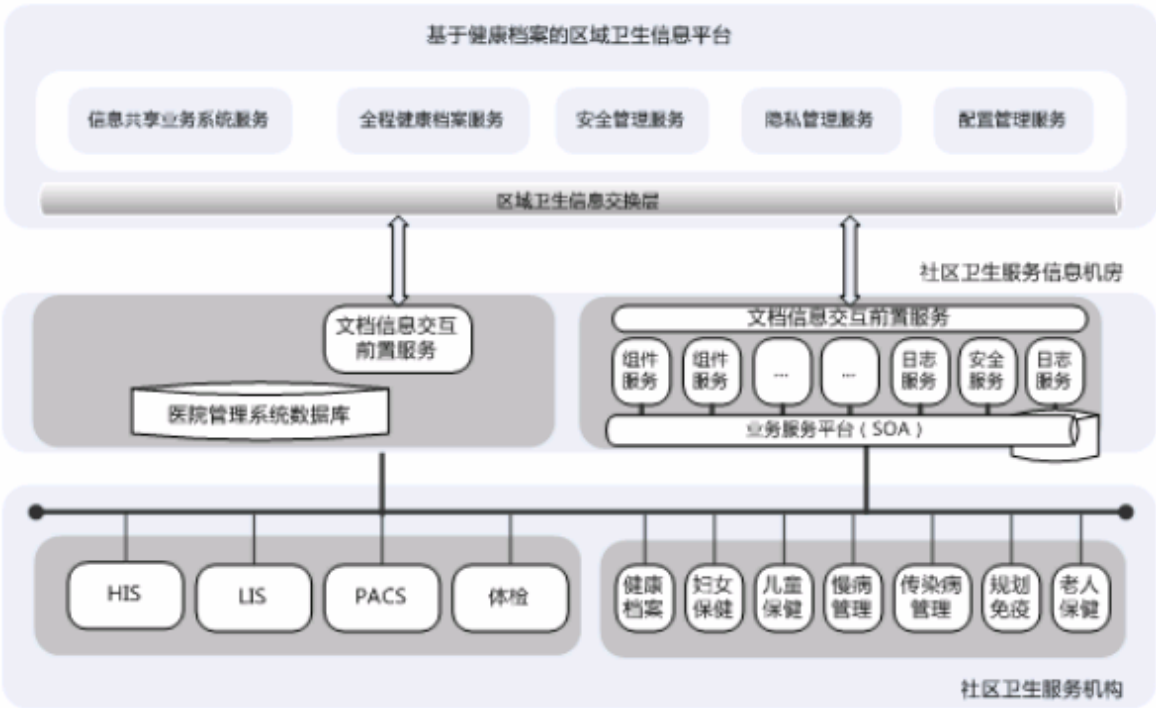 基于健康档案的区域卫生信息平台
信息共享业务系统服务
全程健康档案服务
安全管理服务
隐私管理服务
配置管理服务
区域卫生信息交换层
社区卫生服务信息机房
文档信息交互
前置服务
医院管理系统数据库
文档信息交互前置服务
组件
服务
组件
服务
...
...
日志
服务
安全
服务
日志
服务
业务服务平台（SOA）
HIS
LIS
PACS
体检
健康
档案
妇女
保健
儿童
保健
慢病
管理
传染病
管理
规划
免疫
老人
保健
社区卫生服务机构